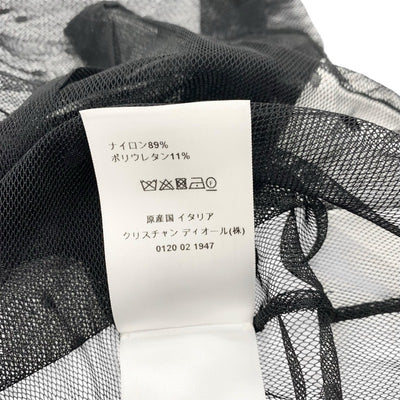 ナイロン89%
ポリウレタン11%
原産国 イタリア
クリスチャン ディオール(株)
0120 02 1947